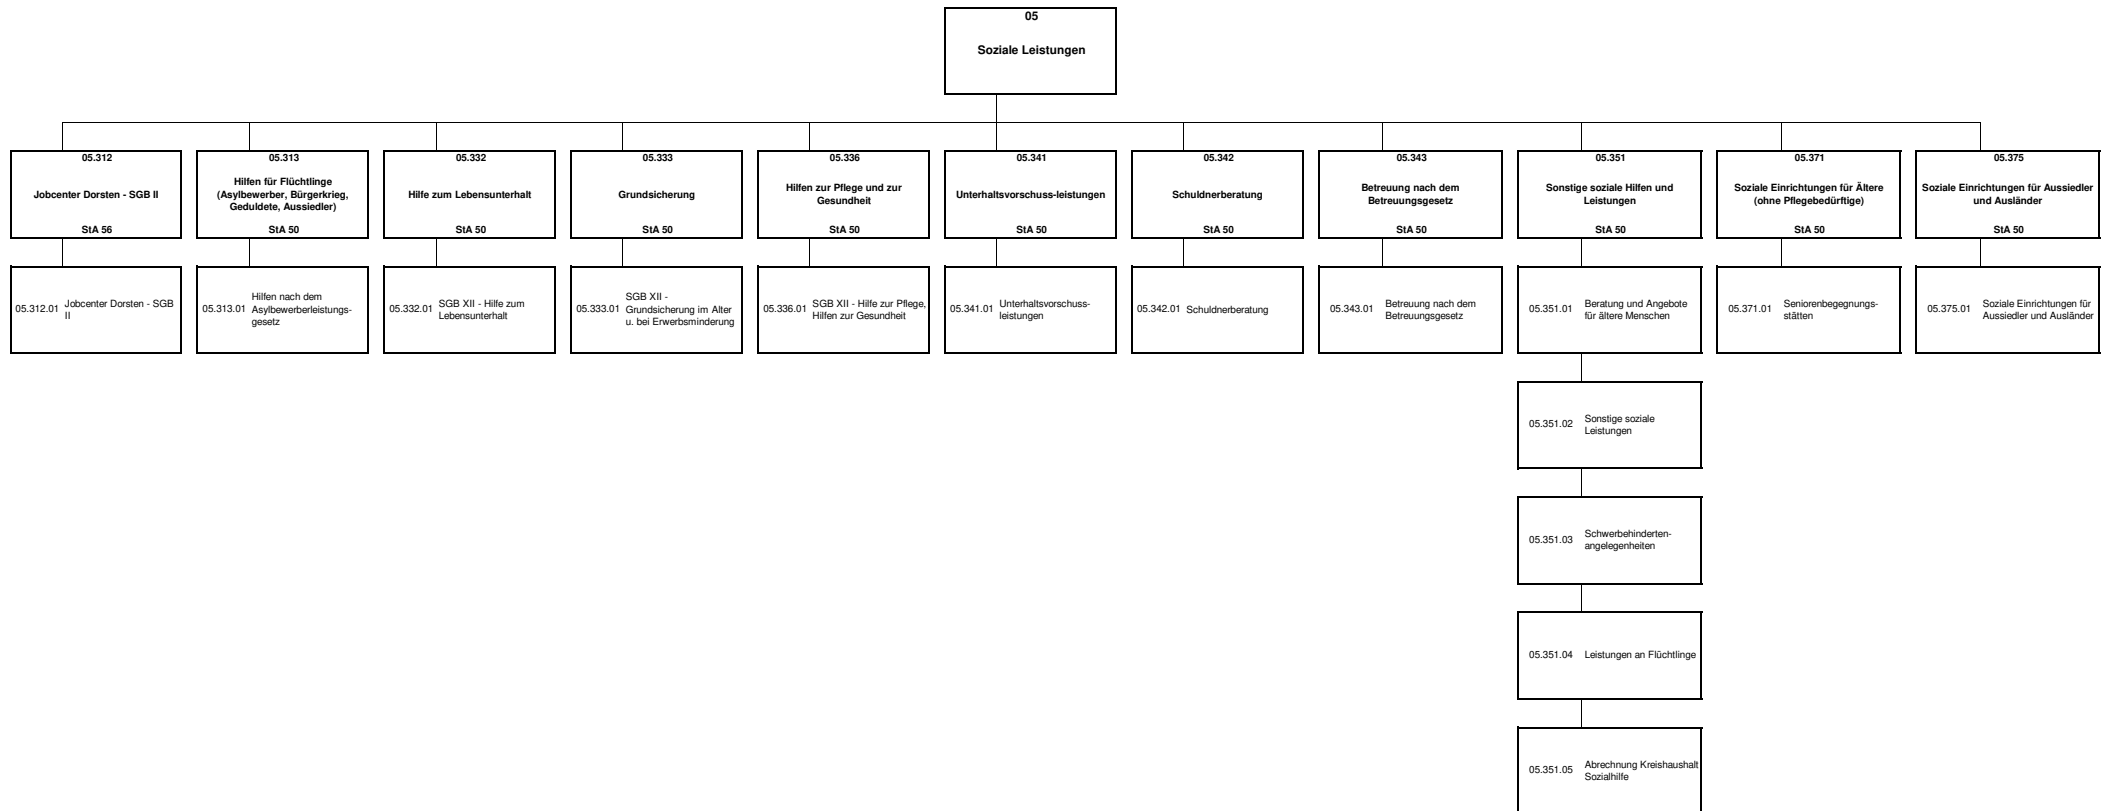 05
Soziale Leistungen
05.312
Jobcenter Dorsten - SGB II
StA 56
05.313
Hilfen für Flüchtlinge
(Asylbewerber, Bürgerkrieg,
Geduldete, Aussiedler)
StA 50
05.332
Hilfe zum Lebensunterhalt
StA 50
05.333
Grundsicherung
StA 50
05.336
Hilfen zur Pflege und zur
Gesundheit
StA 50
05.341
Unterhaltsvorschuss-leistungen
StA 50
05.342
Schuldnerberatung
StA 50
05.343
Betreuung nach dem
Betreuungsgesetz
StA 50
05.351
Sonstige soziale Hilfen und
Leistungen
StA 50
05.371
Soziale Einrichtungen für Ältere
(ohne Pflegebedürftige)
StA 50
05.375
Soziale Einrichtungen für Aussiedler
und Ausländer
StA 50
05.312.01 Jobcenter Dorsten - SGB
II
05.313.01 Hilfen nach dem
Asylbewerberleistungs-
gesetz
05.332.01 SGB XII - Hilfe zum
Lebensunterhalt
05.333.01 SGB XII -
Grundsicherung im Alter
u. bei Erwerbsminderung
05.336.01 SGB XII - Hilfe zur Pflege,
Hilfen zur Gesundheit
05.341.01 Unterhaltsvorschuss-
leistungen
05.342.01 Schuldnerberatung
05.343.01 Betreuung nach dem
Betreuungsgesetz
05.351.01 Beratung und Angebote
für ältere Menschen
05.371.01 Seniorenbegegnungs-
stätten
05.375.01 Soziale Einrichtungen für
Aussiedler und Ausländer
05.351.02 Sonstige soziale
Leistungen
05.351.03 Schwerbehinderten-
angelegenheiten
05.351.04 Leistungen an Flüchtlinge
05.351.05 Abrechnung Kreishaushalt
Sozialhilfe